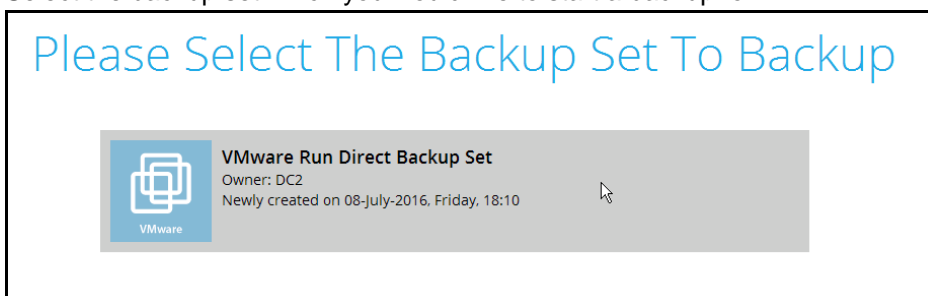 Please Select The Backup Set To Backup
VMware Run Direct Backup Set
Owner: DC2
Newly created on 08-July-2016, Friday, 18:10
VMware